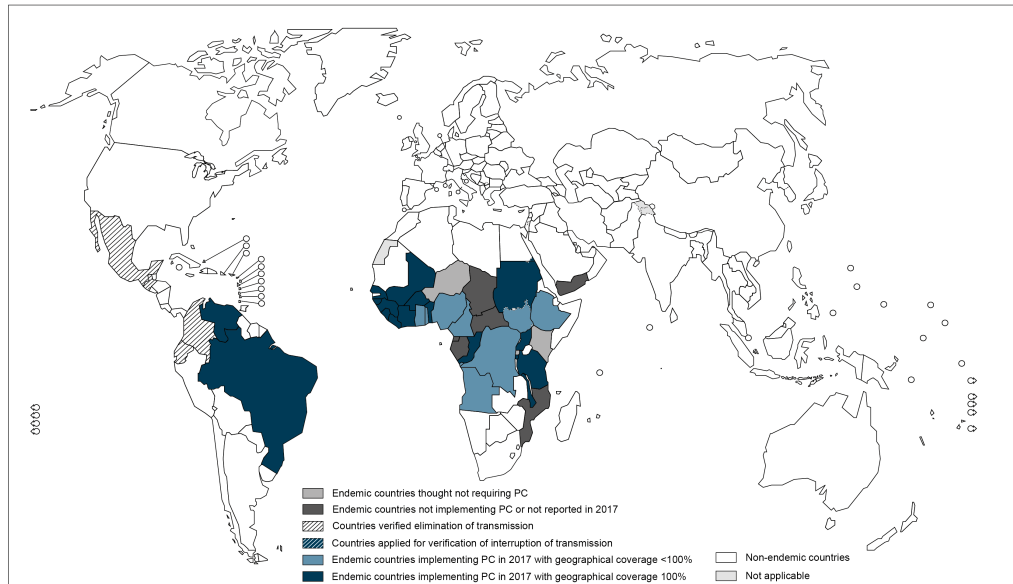 Endemic countries thought not requiring PC
Endemic countries not implementing PC or not reported in 2017
Countries verified elimination of transmission
Countries applied for verification of interruption of transmission
Endemic countries implementing PC in 2017 with geographical coverage <100%
Endemic countries implementing PC in 2017 with geographical coverage 100%
Non-endemic countries
Not applicable